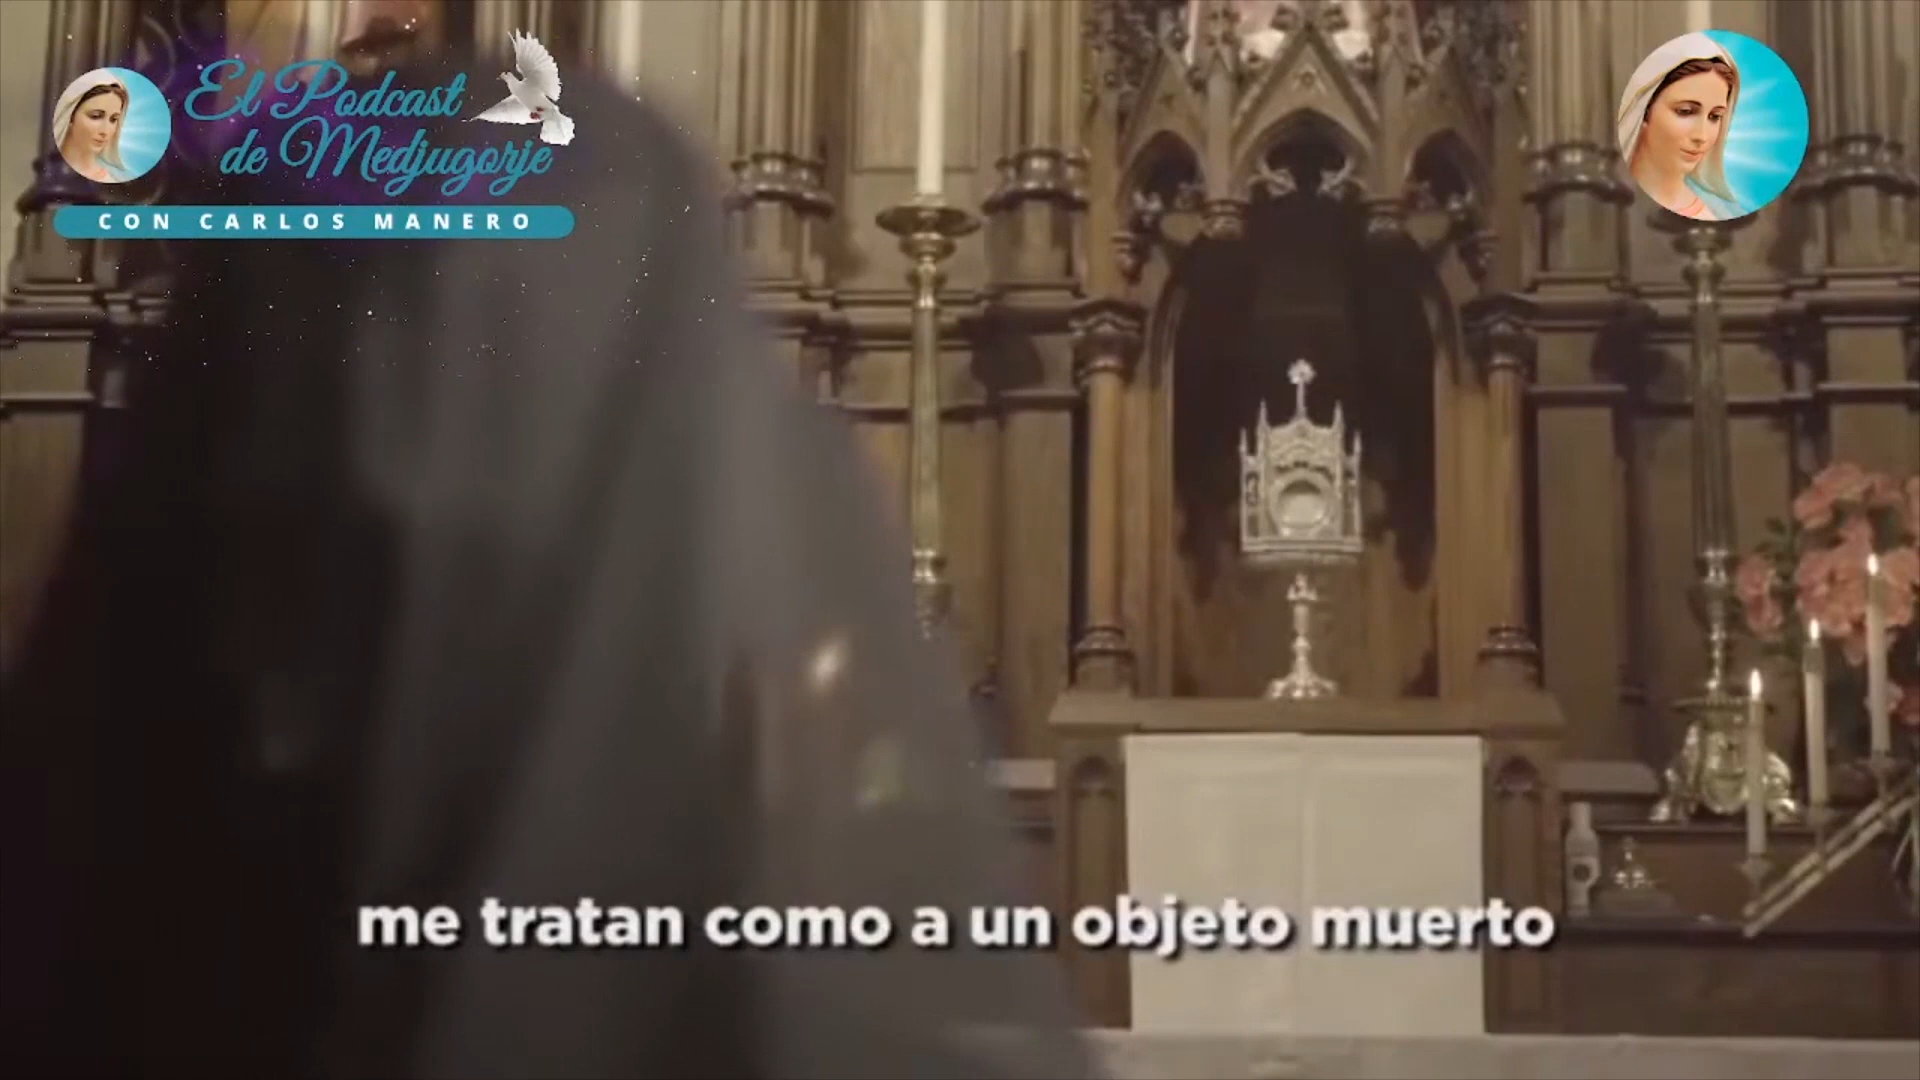 El Podcast
de Medjugorje
CON CARLOS MANERO
me tratan como a un objeto muerto